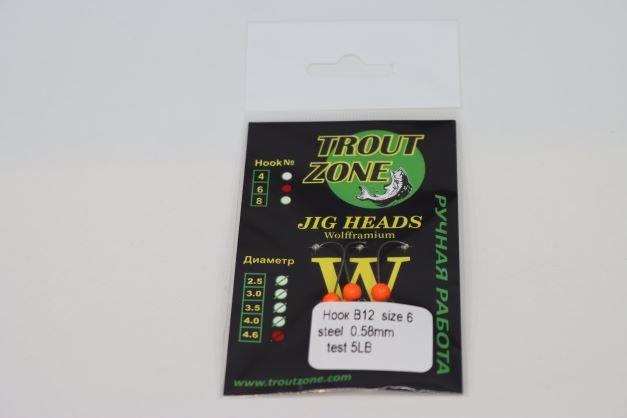 TROUT
ZONE
Hook №
4
6
8
JIG HEADS
Wolfframium
W
РУЧНАЯ РАБОТА
Диаметр
2.5
3.0
3.5
4.0
4.6
Hook B12 size 6
steel 0.58mm
test 5LB
www.troutzone.com